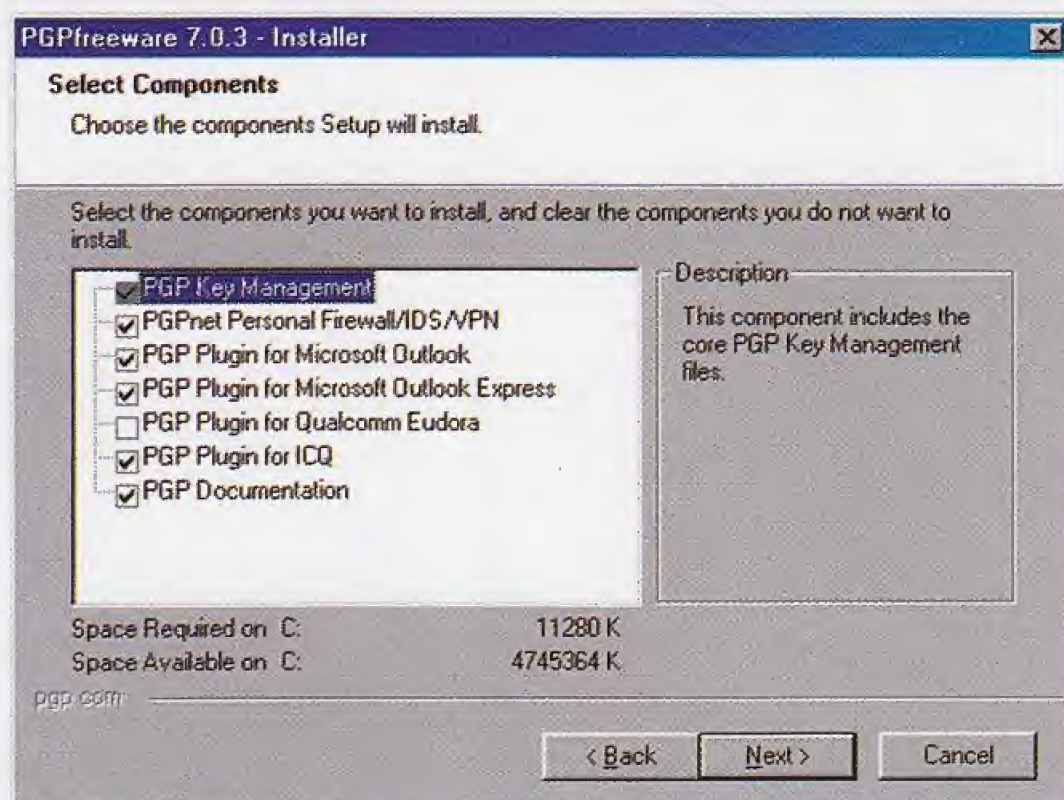 PGPfreeware 7.0.3 - Installer
Select Components
Choose the components Setup will install.
Select the components you want to install, and clear the components you do not want to
install.
PGP Key Management
PGPnet Personal Firewall/IDS/VPN
PGP Plugin for Microsoft Outlook
PGP Plugin for Microsoft Outlook Express
PGP Plugin for Qualcomm Eudora
PGP Plugin for ICQ
PGP Documentation
Description
This component includes the
core PGP Key Management
files.
Space Required on C: 11280 K
Space Available on C: 4745364 K
pgp.com
< Back Next > Cancel